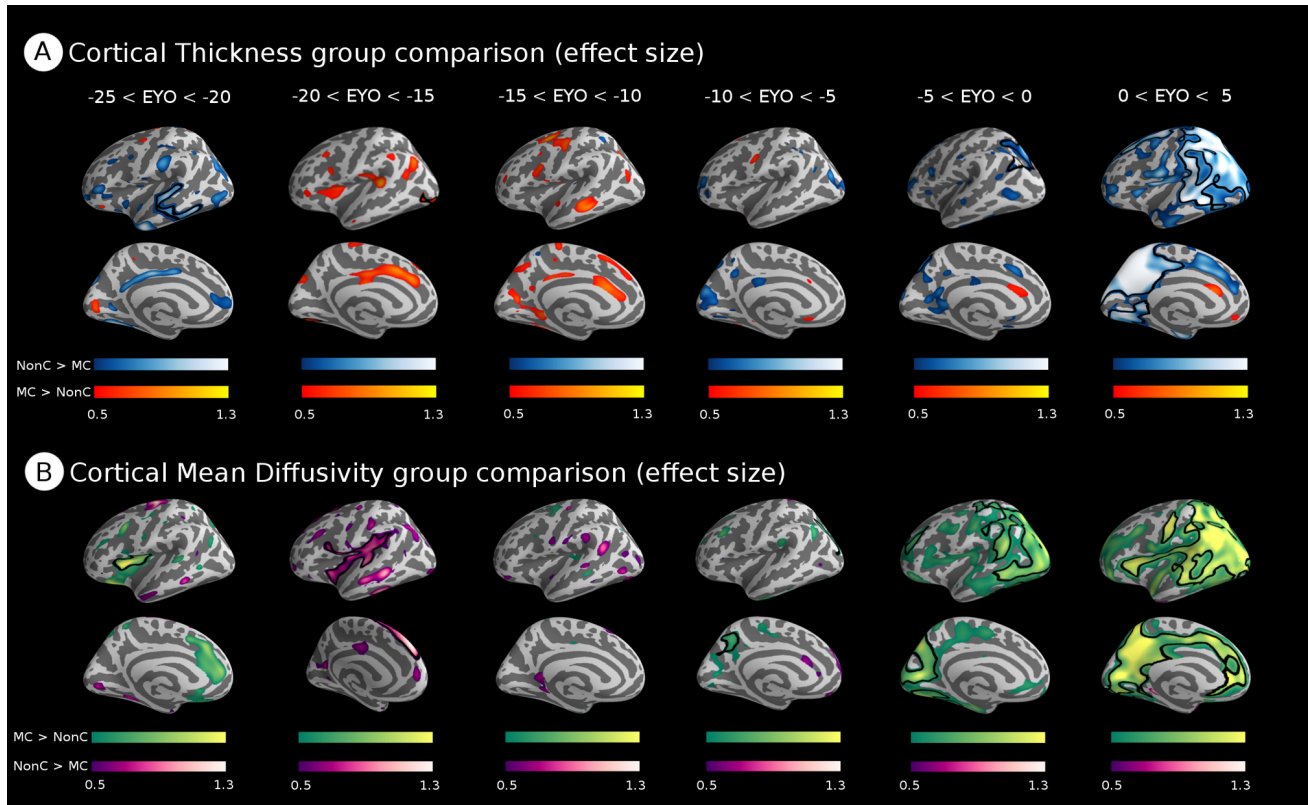 A Cortical Thickness group comparison (effect size)
-25 < EYO < -20 -20 < EYO < -15 -15 < EYO < -10 -10 < EYO < -5 -5 < EYO < 0 0 < EYO < 5
NonC > MC
MC > NonC
0.5 1.3 0.5 1.3 0.5 1.3 0.5 1.3 0.5 1.3 0.5 1.3
B Cortical Mean Diffusivity group comparison (effect size)
MC > NonC
NonC > MC
0.5 1.3 0.5 1.3 0.5 1.3 0.5 1.3 0.5 1.3 0.5 1.3